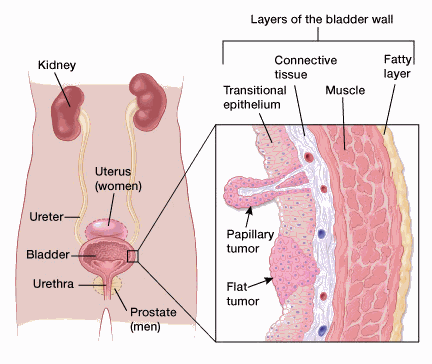 Layers of the bladder wall
Kidney
Connective
tissue
Fatty
layer
Transitional
epithelium
Muscle
Uterus
(women)
Ureter
Bladder
Urethra
Prostate
(men)
Papillary
tumor
Flat
tumor